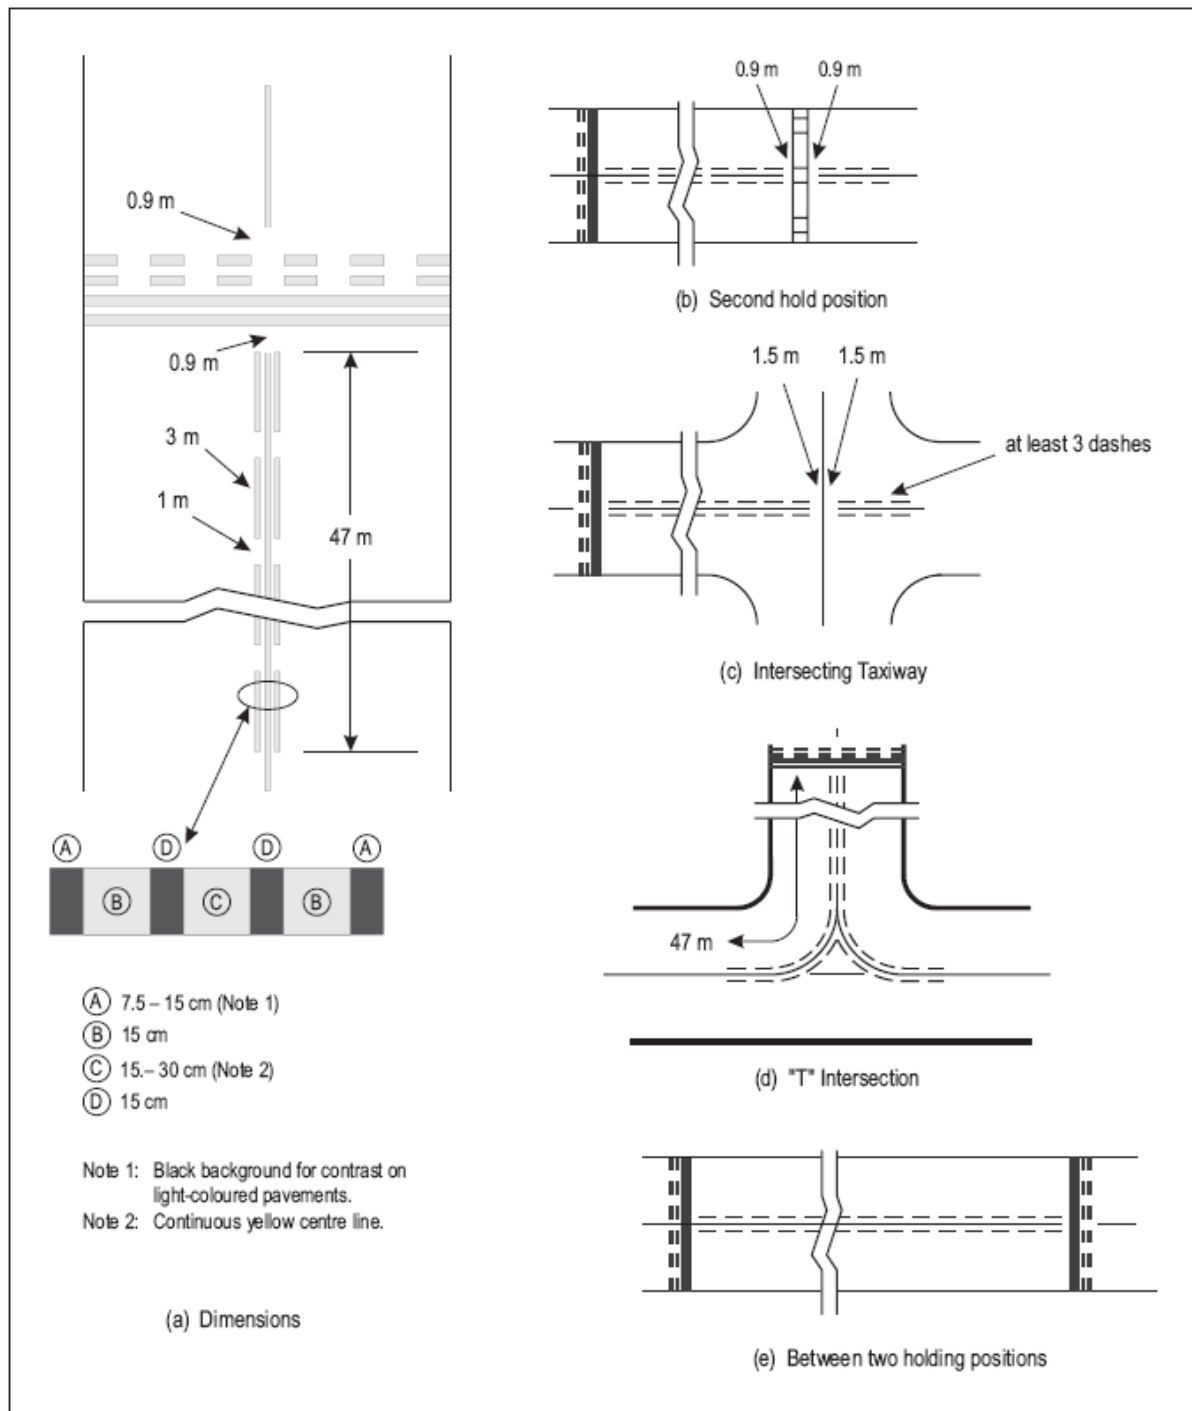 0.9 m
0.9 m
3 m
1 m
47 m
A
D
D
A
B
C
B
A 7.5 – 15 cm (Note 1)
B 15 cm
C 15.– 30 cm (Note 2)
D 15 cm
Note 1: Black background for contrast on
light-coloured pavements.
Note 2: Continuous yellow centre line.
(a) Dimensions
0.9 m
0.9 m
(b) Second hold position
1.5 m
1.5 m
at least 3 dashes
(c) Intersecting Taxiway
47 m
(d) "T" Intersection
(e) Between two holding positions